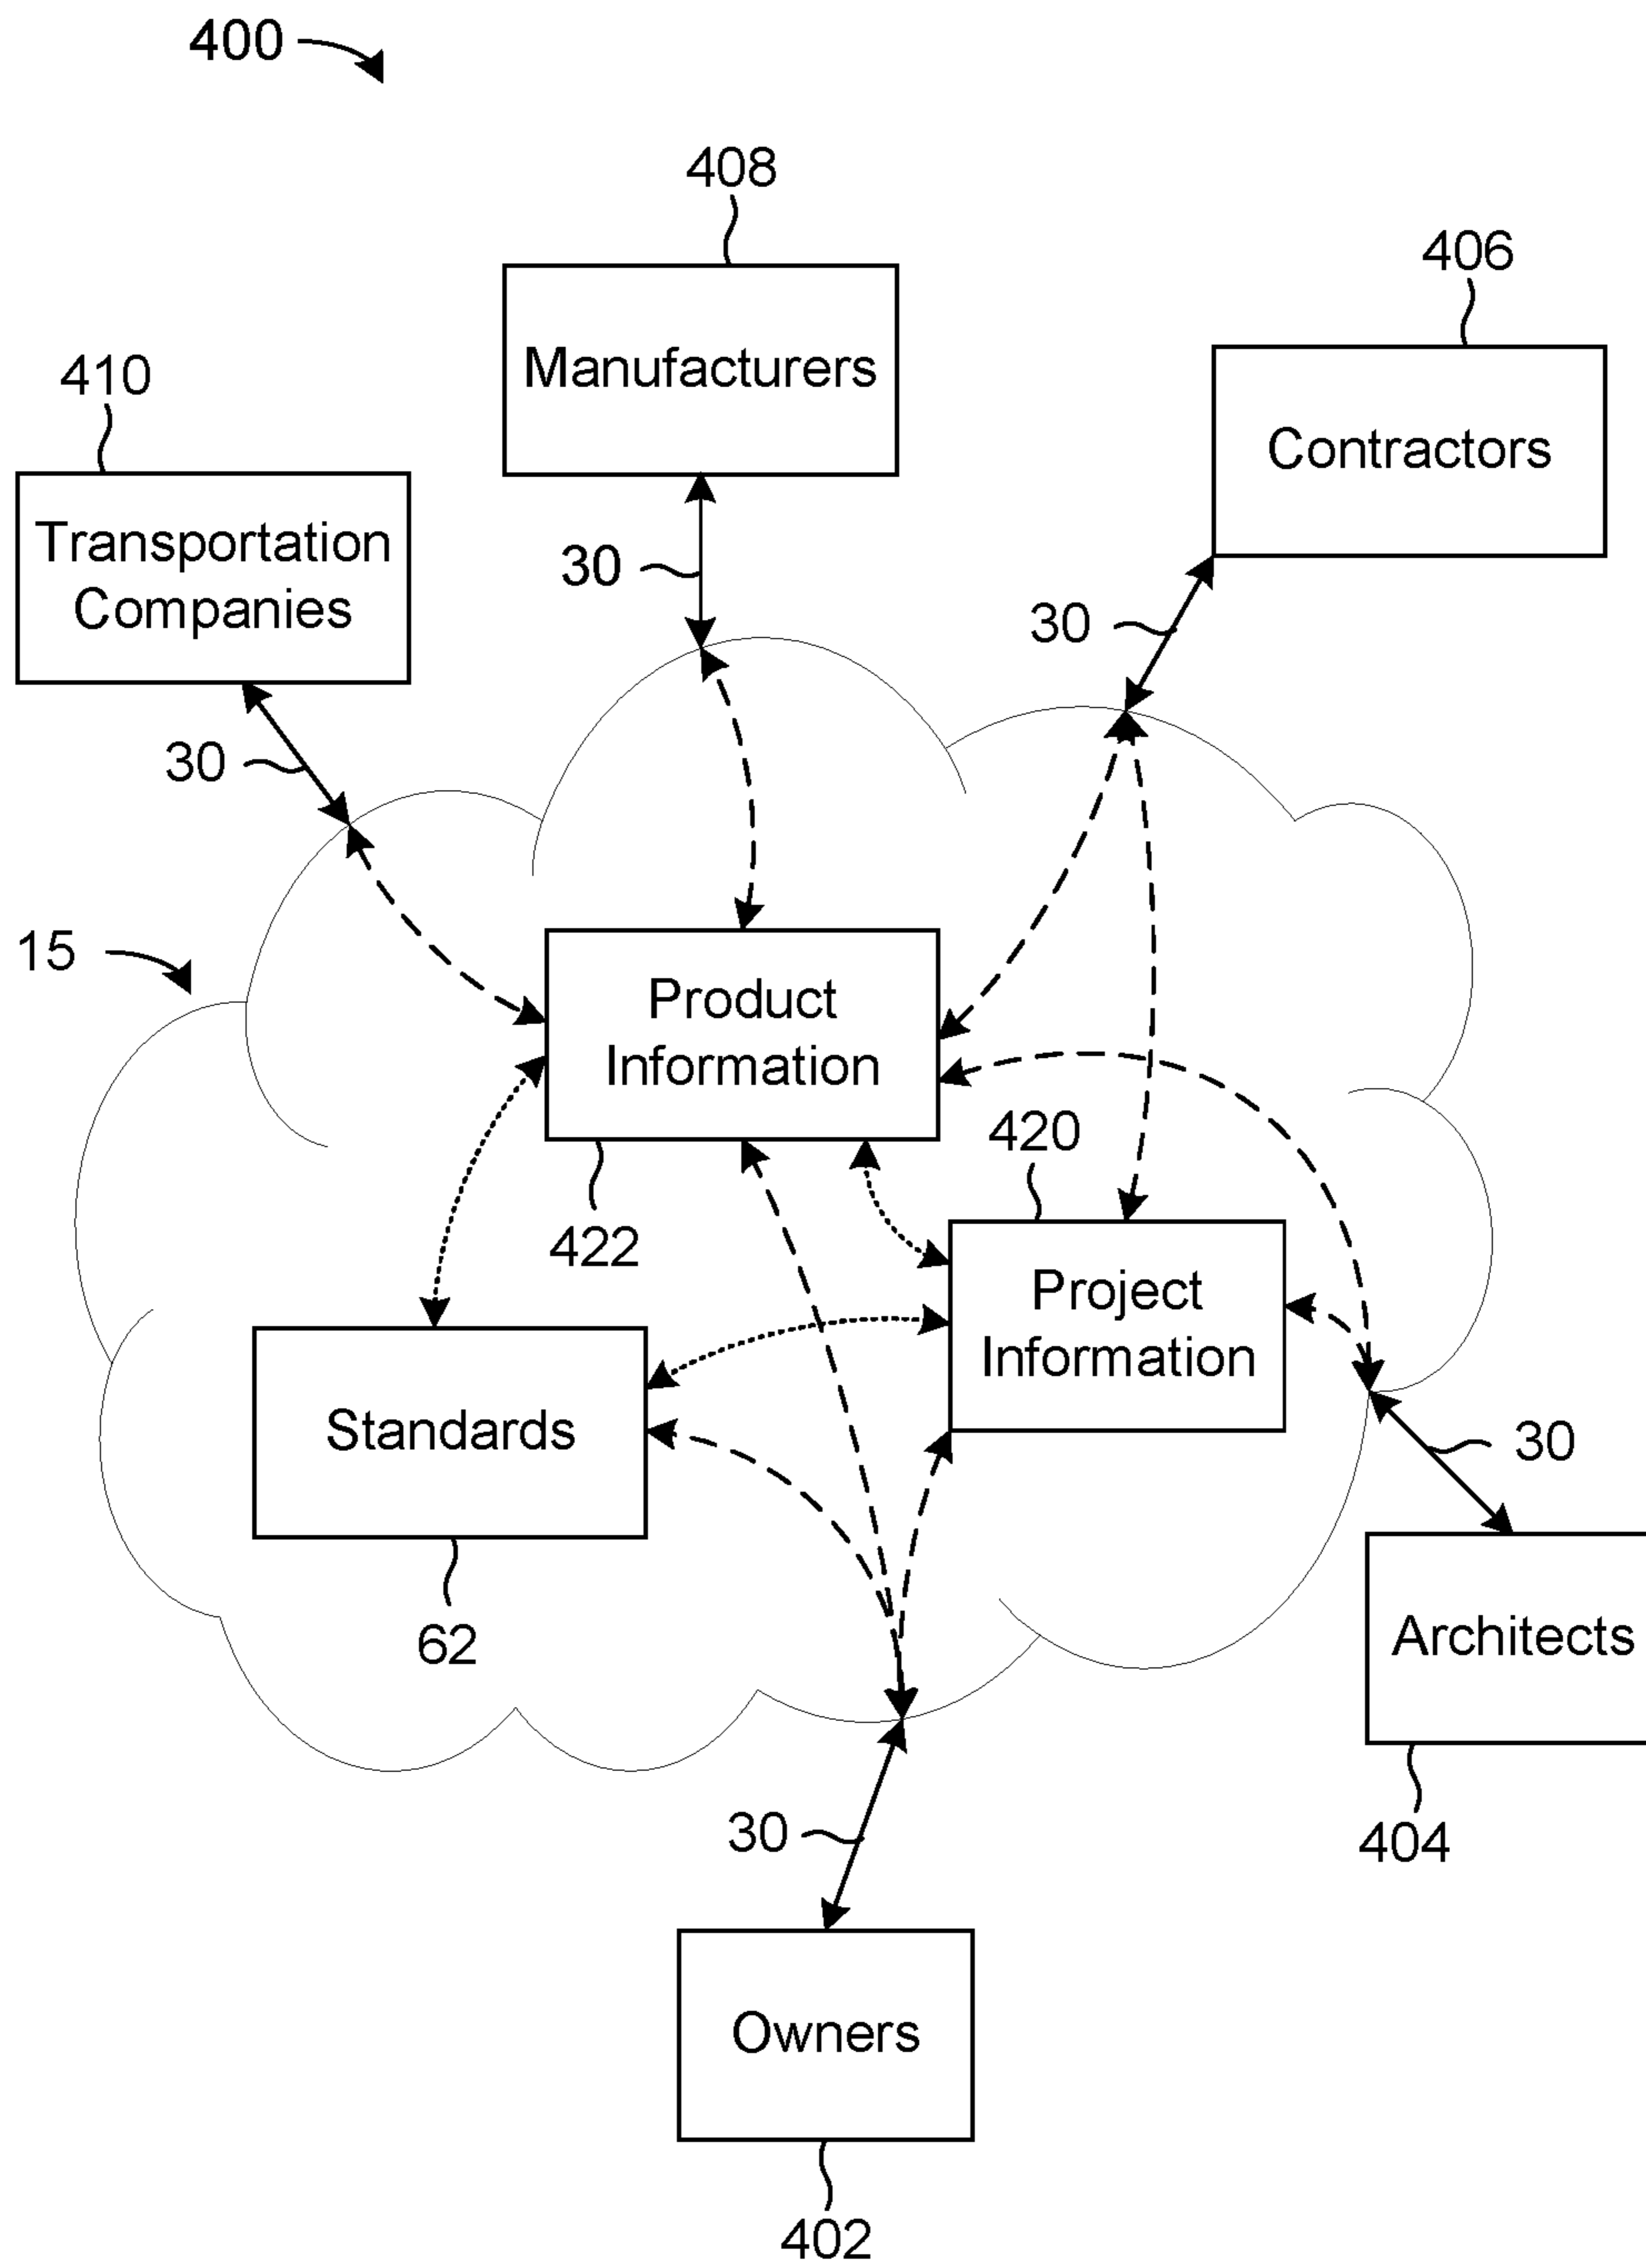 400
408
406
410
Manufacturers
Contractors
Transportation
Companies
30
30
30
15
Product
Information
420
422
Project
Information
Standards
30
62
Architects
30
404
Owners
402